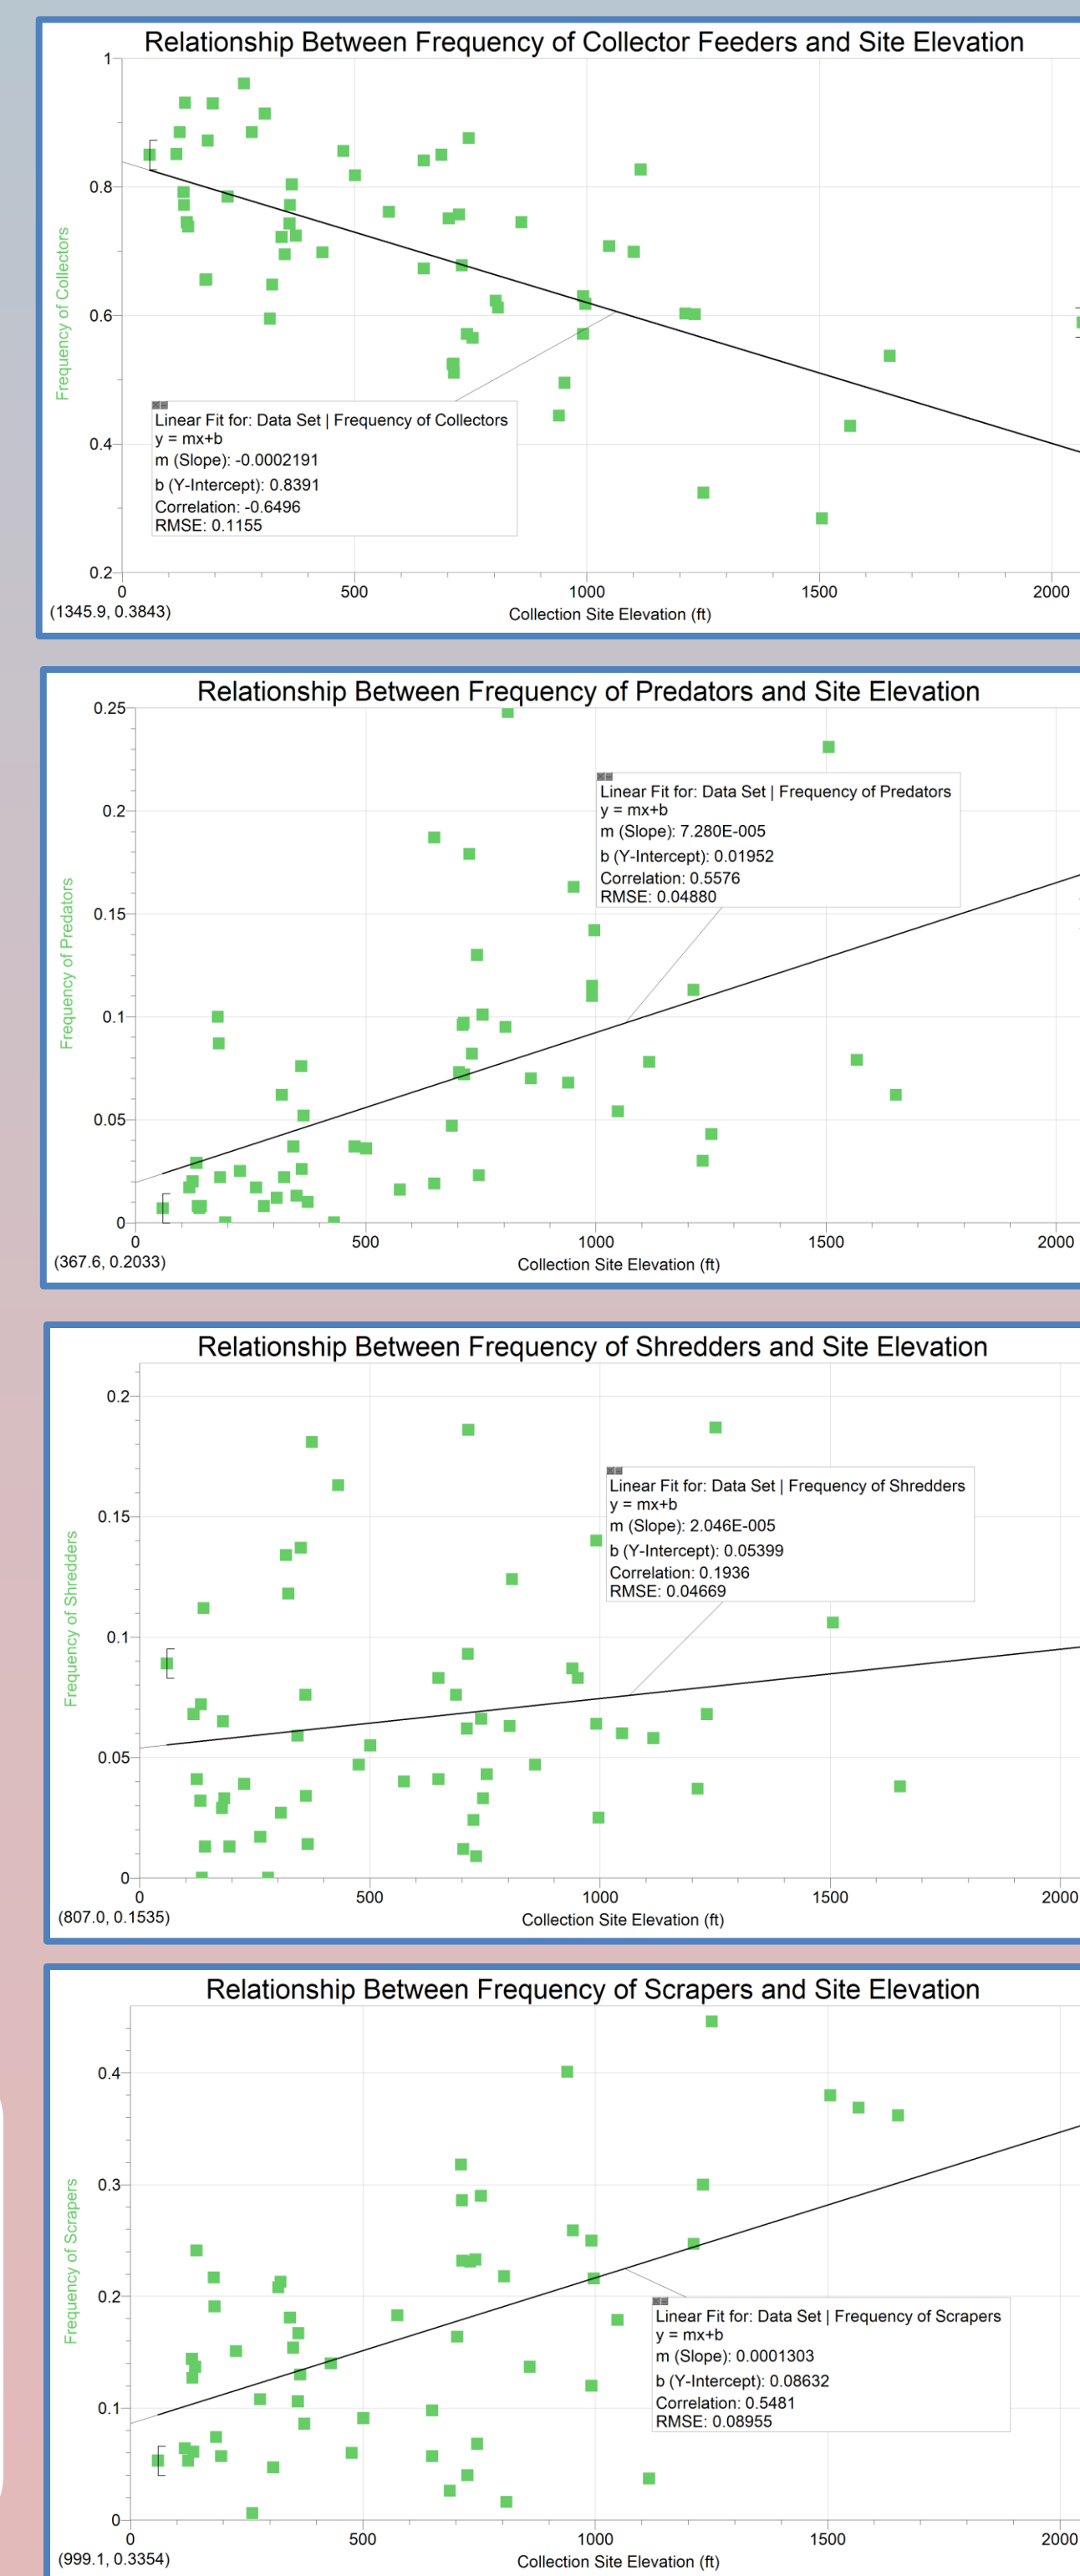 Relationship Between Frequency of Collector Feeders and Site Elevation
1
0.8
0.6
0.4
0.2
Frequency of Collectors
Linear Fit for: Data Set | Frequency of Collectors
y = mx+b
m (Slope): -0.0002191
b (Y-Intercept): 0.8391
Correlation: -0.6496
RMSE: 0.1155
0 500 1000 1500 2000
(1345.9, 0.3843)
Collection Site Elevation (ft)
Relationship Between Frequency of Predators and Site Elevation
0.25
0.2
0.15
0.1
0.05
0
Frequency of Predators
Linear Fit for: Data Set | Frequency of Predators
y = mx+b
m (Slope): 7.280E-005
b (Y-Intercept): 0.01952
Correlation: 0.5576
RMSE: 0.04880
0 500 1000 1500 2000
(367.6, 0.2033)
Collection Site Elevation (ft)
Relationship Between Frequency of Shredders and Site Elevation
0.2
0.15
0.1
0.05
0
Frequency of Shredders
Linear Fit for: Data Set | Frequency of Shredders
y = mx+b
m (Slope): 2.046E-005
b (Y-Intercept): 0.05399
Correlation: 0.1936
RMSE: 0.04669
0 500 1000 1500 2000
(807.0, 0.1535)
Collection Site Elevation (ft)
Relationship Between Frequency of Scrapers and Site Elevation
0.4
0.3
0.2
0.1
0
Frequency of Scrapers
Linear Fit for: Data Set | Frequency of Scrapers
y = mx+b
m (Slope): 0.0001303
b (Y-Intercept): 0.08632
Correlation: 0.5481
RMSE: 0.08955
0 500 1000 1500 2000
(999.1, 0.3354)
Collection Site Elevation (ft)